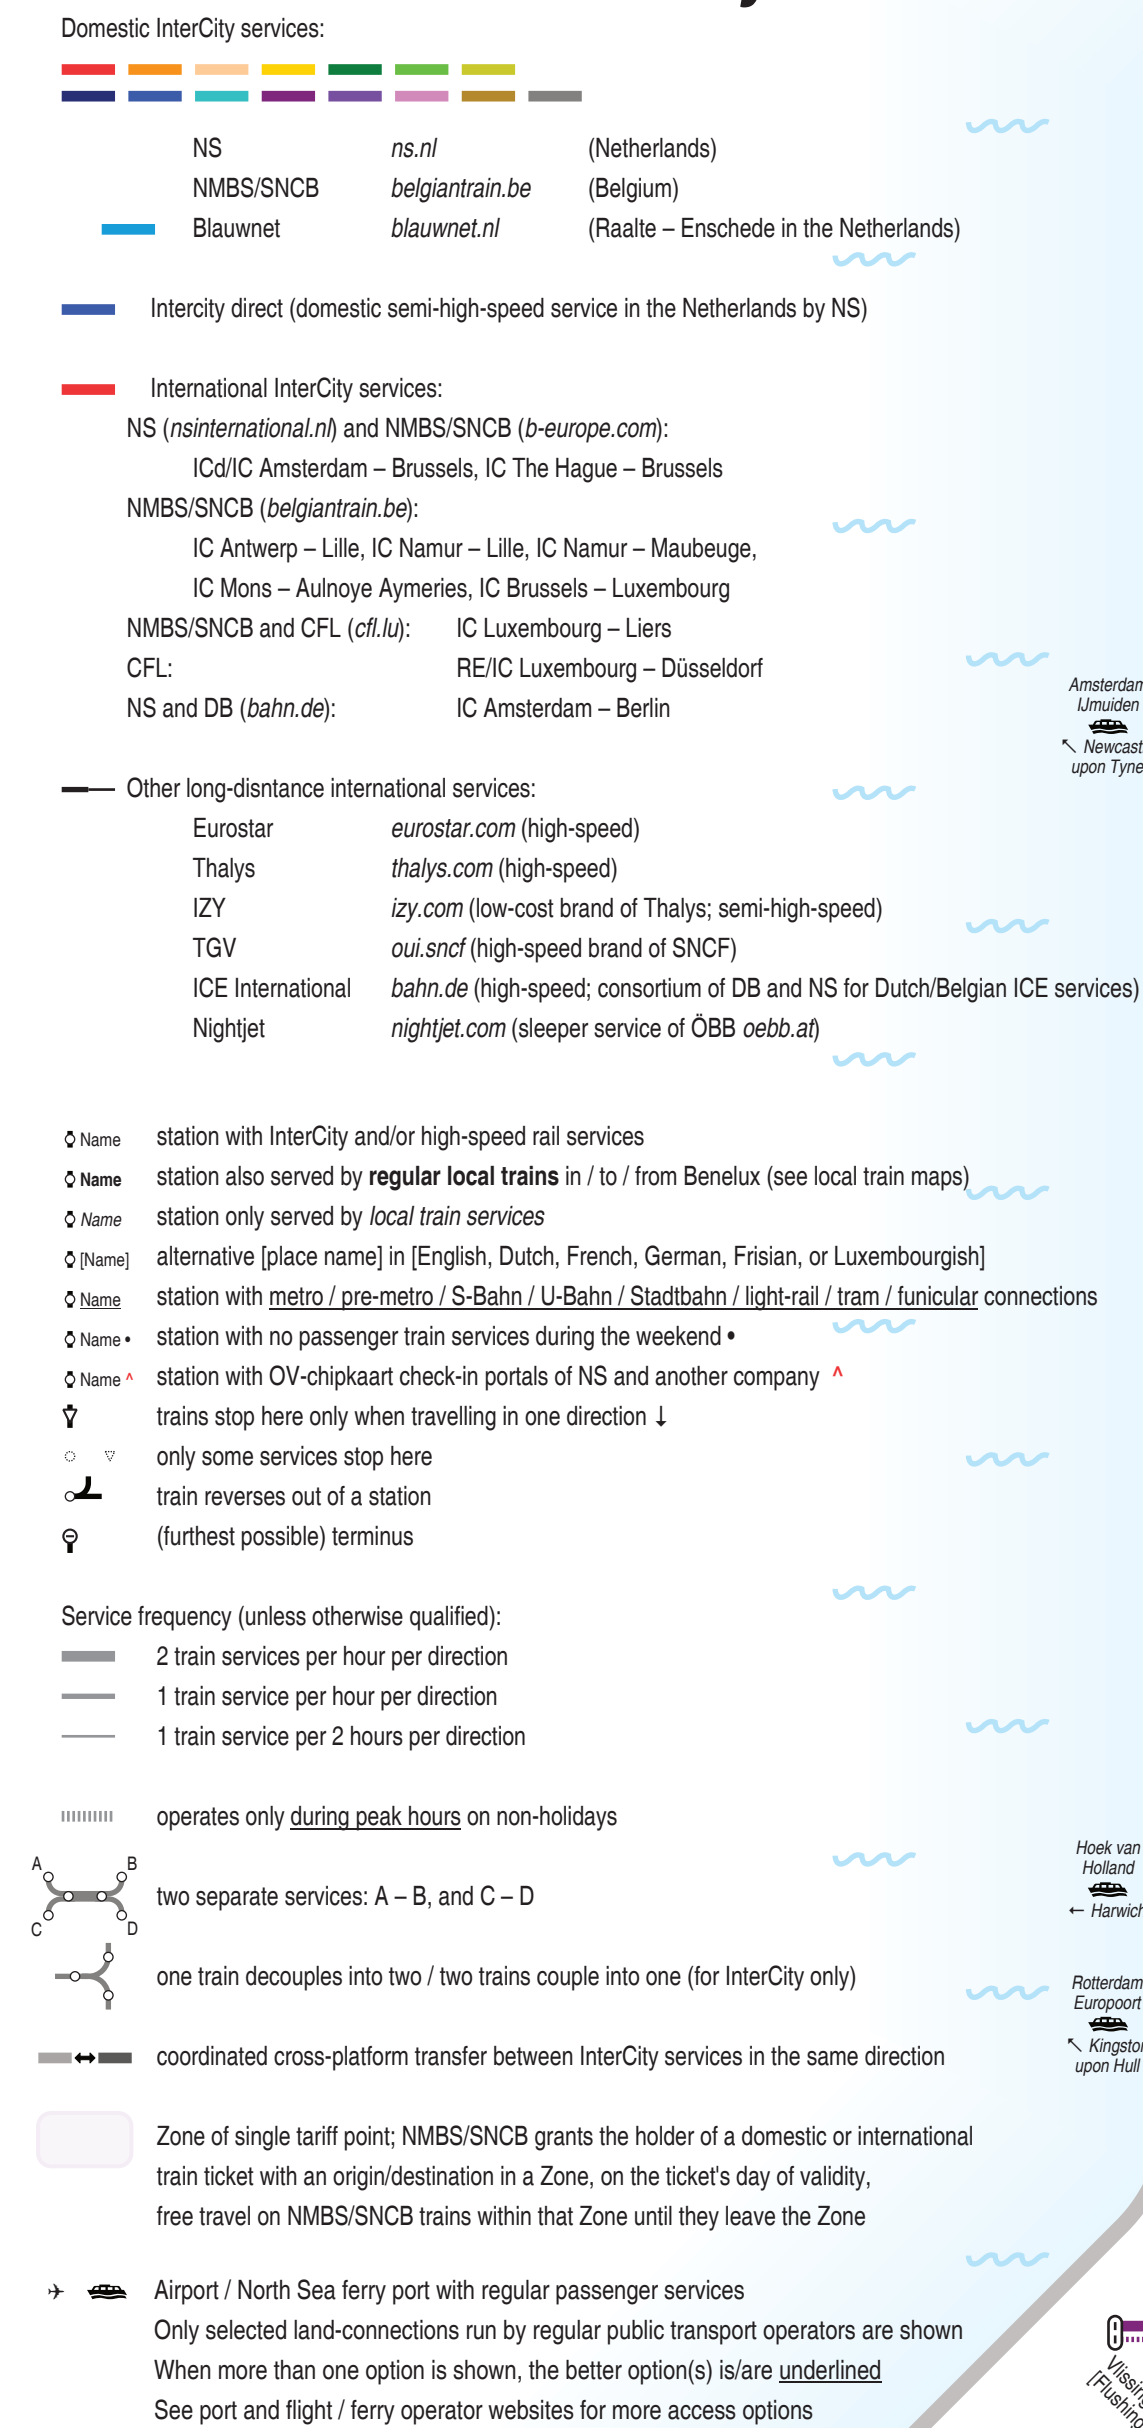 Domestic InterCity services:
NS ns.nl (Netherlands)
NMBS/SNCB belgiantrain.be (Belgium)
Blauwnet blauwnet.nl (Raalte – Enschede in the Netherlands)
Intercity direct (domestic semi-high-speed service in the Netherlands by NS)
International InterCity services:
NS (nsinternational.nl) and NMBS/SNCB (b-europe.com):
ICd/IC Amsterdam – Brussels, IC The Hague – Brussels
NMBS/SNCB (belgiantrain.be):
IC Antwerp – Lille, IC Namur – Lille, IC Namur – Maubeuge,
IC Mons – Aulnoye Aymeries, IC Brussels – Luxembourg
NMBS/SNCB and CFL (cfl.lu): IC Luxembourg – Liers
CFL: RE/IC Luxembourg – Düsseldorf
NS and DB (bahn.de): IC Amsterdam – Berlin
Amsterdam
IJmuiden
↖ Newcast
upon Tyne
Other long-disntance international services:
Eurostar eurostar.com (high-speed)
Thalys thalys.com (high-speed)
IZY izy.com (low-cost brand of Thalys; semi-high-speed)
TGV oui.sncf (high-speed brand of SNCF)
ICE International bahn.de (high-speed; consortium of DB and NS for Dutch/Belgian ICE services)
Nightjet nightjet.com (sleeper service of ÖBB oebb.at)
Name station with InterCity and/or high-speed rail services
Name station also served by regular local trains in / to / from Benelux (see local train maps)
Name station only served by local train services
[Name] alternative [place name] in [English, Dutch, French, German, Frisian, or Luxembourgish]
Name station with metro / pre-metro / S-Bahn / U-Bahn / Stadtbahn / light-rail / tram / funicular connections
Name • station with no passenger train services during the weekend •
Name ^ station with OV-chipkaart check-in portals of NS and another company ^
trains stop here only when travelling in one direction ↓
only some services stop here
train reverses out of a station
(furthest possible) terminus
Service frequency (unless otherwise qualified):
2 train services per hour per direction
1 train service per hour per direction
1 train service per 2 hours per direction
operates only during peak hours on non-holidays
A B
two separate services: A – B, and C – D
C D
Hoek van
Holland
← Harwich
one train decouples into two / two trains couple into one (for InterCity only)
Rotterdam
Europoort
↖ Kingston
upon Hull
coordinated cross-platform transfer between InterCity services in the same direction
Zone of single tariff point; NMBS/SNCB grants the holder of a domestic or international
train ticket with an origin/destination in a Zone, on the ticket's day of validity,
free travel on NMBS/SNCB trains within that Zone until they leave the Zone
Airport / North Sea ferry port with regular passenger services
Only selected land-connections run by regular public transport operators are shown
When more than one option is shown, the better option(s) is/are underlined
See port and flight / ferry operator websites for more access options